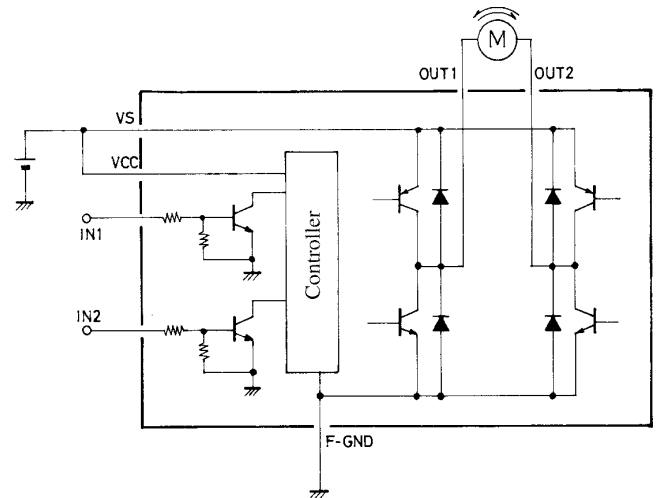 M
OUT1
OUT2
VS
VCC
IN1
Controller
IN2
F-GND